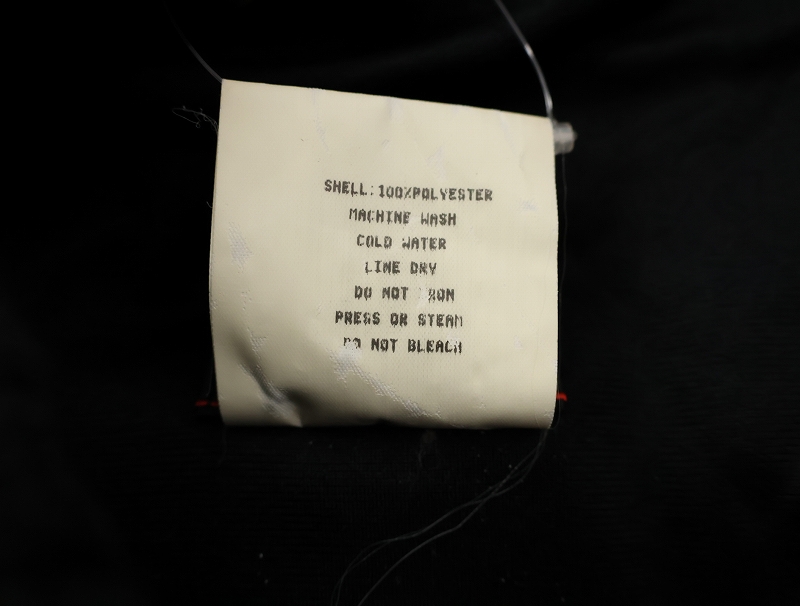 SHELL:100%POLYESTER
MACHINE WASH
COLD WATER
LINE DRY
DO NOT IRON
PRESS OR STEAM
DO NOT BLEACH